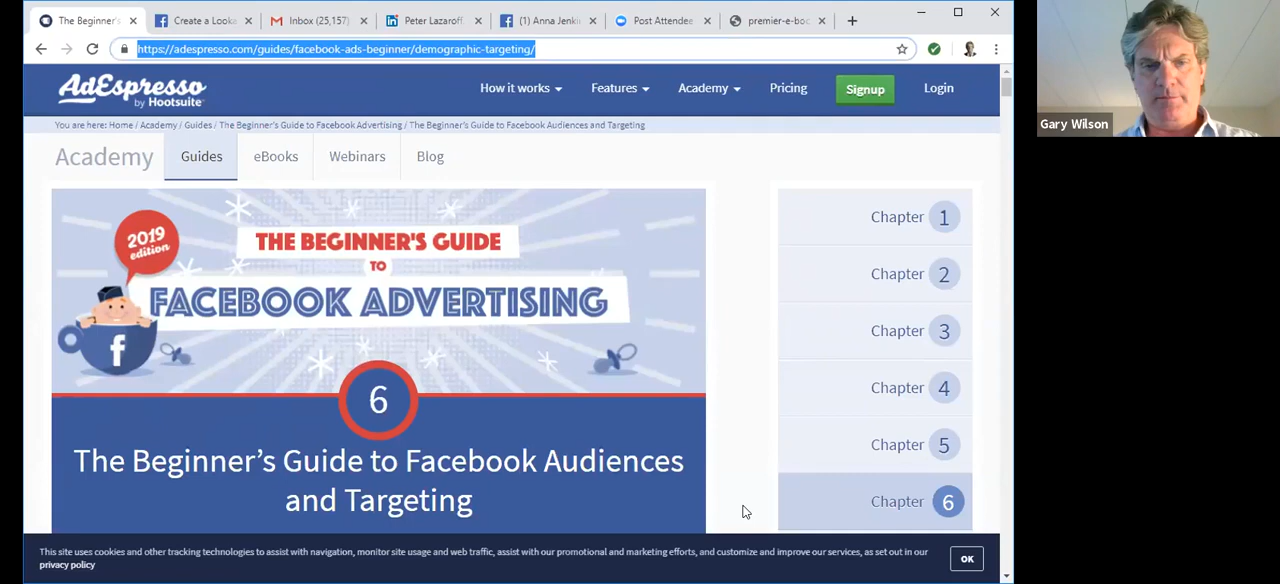 The Beginner's
Create a Looka
Inbox (25,157)
Peter Lazaroff
(1) Anna Jenki
Post Attendee
premier-e-boo
https://adespresso.com/guides/facebook-ads-beginner/demographic-targeting/
AdEspresso
by Hootsuite
How it works
Features
Academy
Pricing
Signup
Login
You are here: Home / Academy / Guides / The Beginner's Guide to Facebook Advertising / The Beginner's Guide to Facebook Audiences and Targeting
Academy
Guides
eBooks
Webinars
Blog
2019
edition
THE BEGINNER'S GUIDE
TO
FACEBOOK ADVERTISING
f
6
The Beginner's Guide to Facebook Audiences
and Targeting
Chapter 1
Chapter 2
Chapter 3
Chapter 4
Chapter 5
Chapter 6
This site uses cookies and other tracking technologies to assist with navigation, monitor site usage and web traffic, assist with our promotional and marketing efforts, and customize and improve our services, as set out in our
privacy policy
OK
Gary Wilson